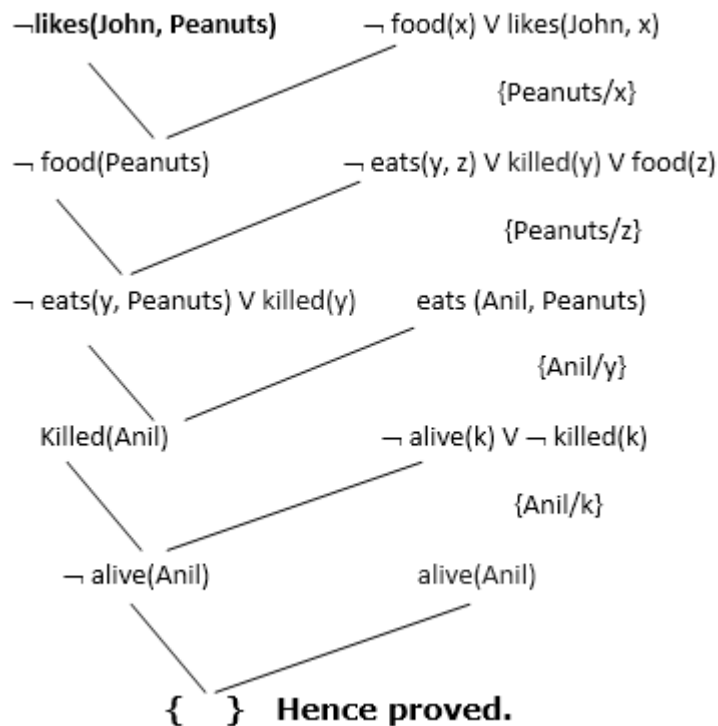 ¬likes(John, Peanuts) ¬ food(x) V likes(John, x)
{Peanuts/x}
¬ food(Peanuts) ¬ eats(y, z) V killed(y) V food(z)
{Peanuts/z}
¬ eats(y, Peanuts) V killed(y) eats (Anil, Peanuts)
{Anil/y}
Killed(Anil) ¬ alive(k) V ¬ killed(k)
{Anil/k}
¬ alive(Anil) alive(Anil)
{ } Hence proved.